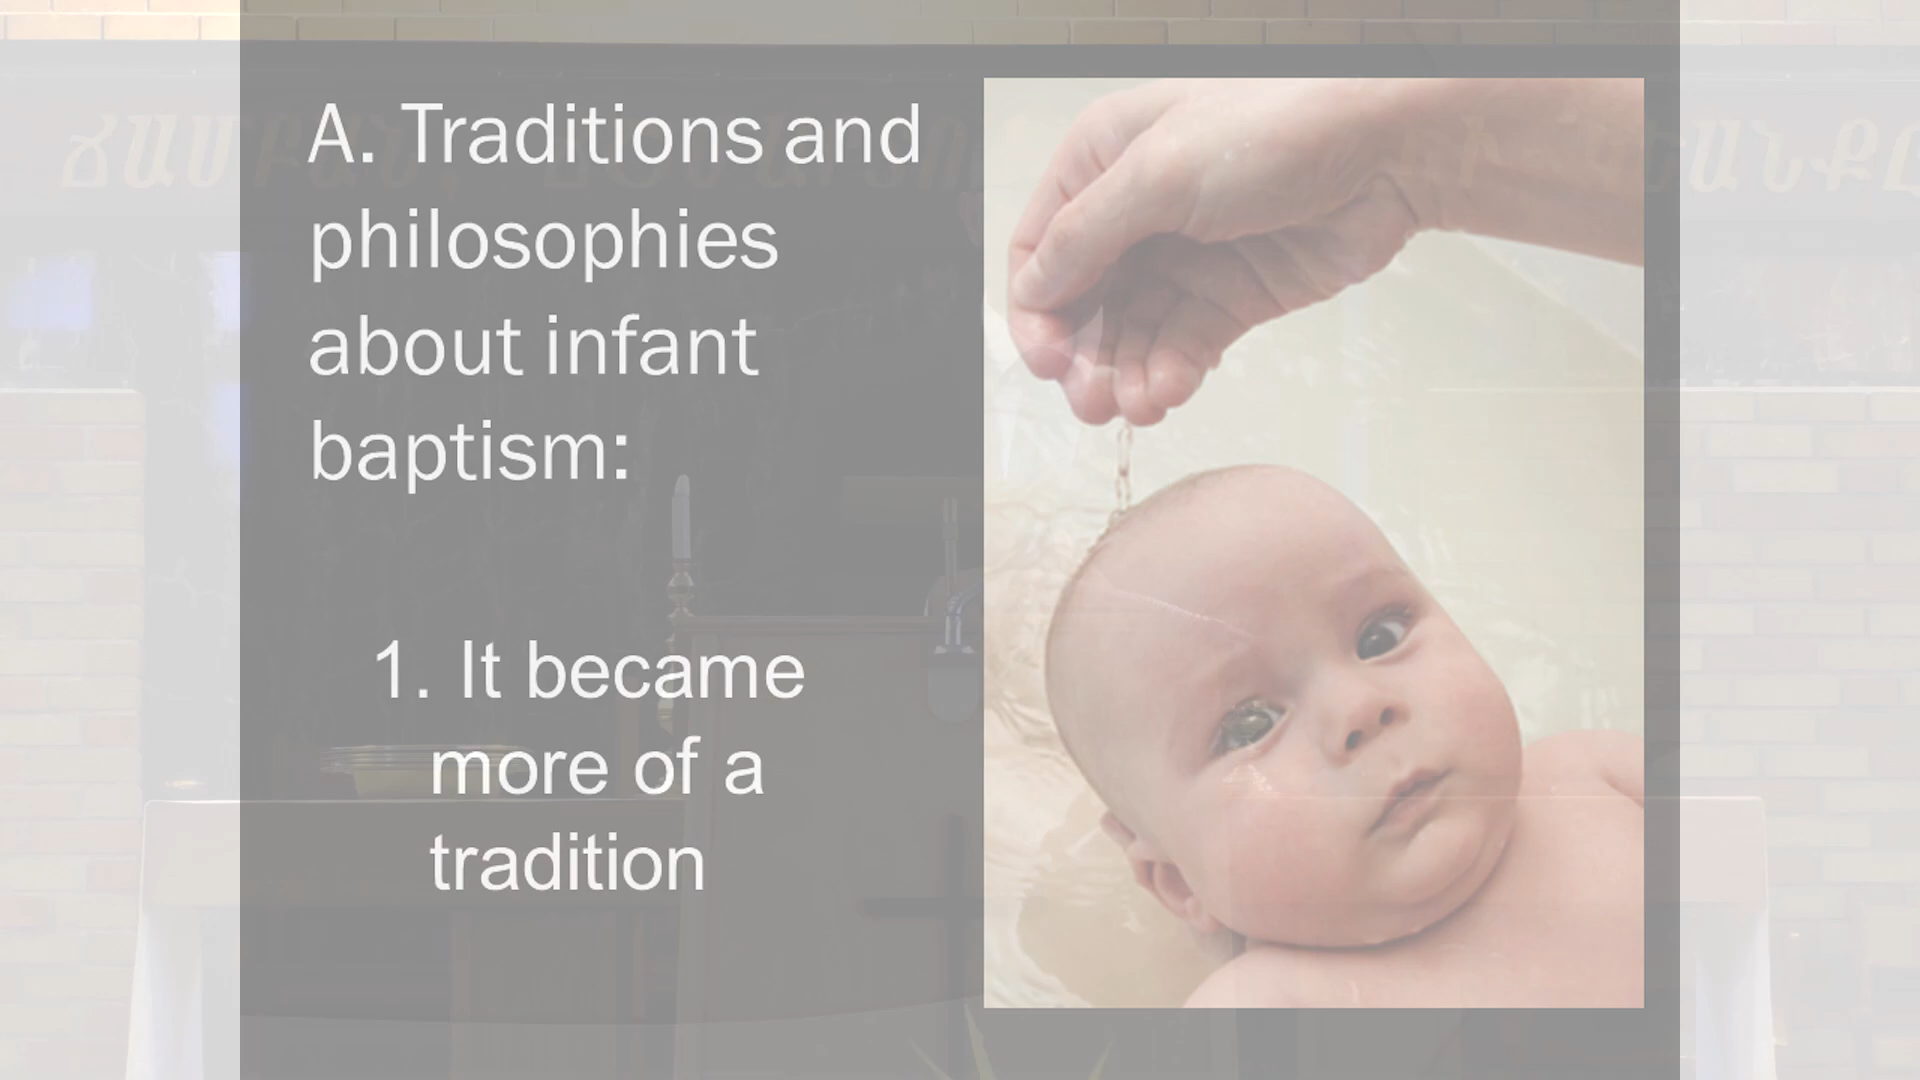 A. Traditions and
philosophies
about infant
baptism:
1. It became
more of a
tradition